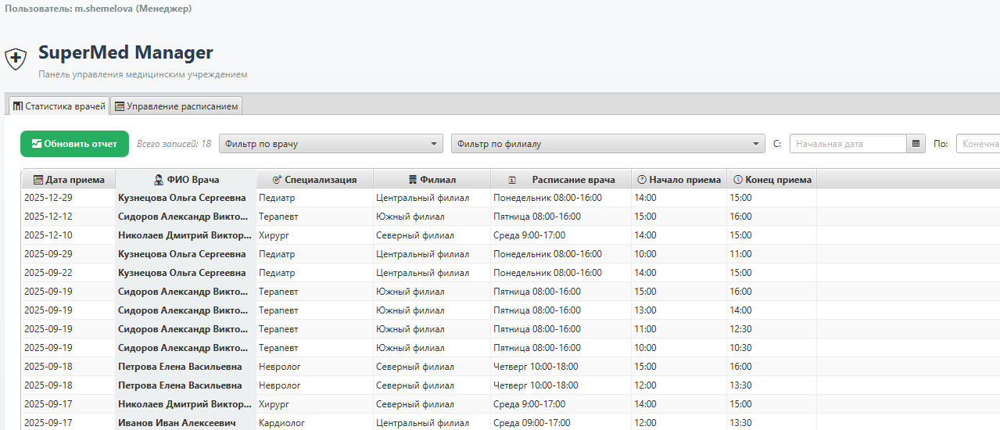 Пользователь: m.shemelova (Менеджер)
SuperMed Manager
Панель управления медицинским учреждением
Статистика врачей Управление расписанием
Обновить отчет Всего записей: 18 Фильтр по врачу Фильтр по филиалу С: Начальная дата По: Конечна
Дата приема ФИО Врача Специализация Филиал Расписание врача Начало приема Конец приема
2025-12-29 Кузнецова Ольга Сергеевна Педиатр Центральный филиал Понедельник 08:00-16:00 14:00 15:00
2025-12-12 Сидоров Александр Викто... Терапевт Южный филиал Пятница 08:00-16:00 15:00 16:00
2025-12-10 Николаев Дмитрий Виктор... Хирург Северный филиал Среда 9:00-17:00 14:00 15:00
2025-09-29 Кузнецова Ольга Сергеевна Педиатр Центральный филиал Понедельник 08:00-16:00 10:00 11:00
2025-09-22 Кузнецова Ольга Сергеевна Педиатр Центральный филиал Понедельник 08:00-16:00 14:00 15:00
2025-09-19 Сидоров Александр Викто... Терапевт Южный филиал Пятница 08:00-16:00 15:00 16:00
2025-09-19 Сидоров Александр Викто... Терапевт Южный филиал Пятница 08:00-16:00 13:00 14:00
2025-09-19 Сидоров Александр Викто... Терапевт Южный филиал Пятница 08:00-16:00 11:00 12:30
2025-09-19 Сидоров Александр Викто... Терапевт Южный филиал Пятница 08:00-16:00 10:00 10:30
2025-09-18 Петрова Елена Васильевна Невролог Северный филиал Четверг 10:00-18:00 15:00 16:00
2025-09-18 Петрова Елена Васильевна Невролог Северный филиал Четверг 10:00-18:00 12:00 13:30
2025-09-17 Николаев Дмитрий Виктор... Хирург Северный филиал Среда 9:00-17:00 14:00 15:00
2025-09-17 Иванов Иван Алексеевич Кардиолог Центральный филиал Среда 09:00-17:00 12:00 13:30